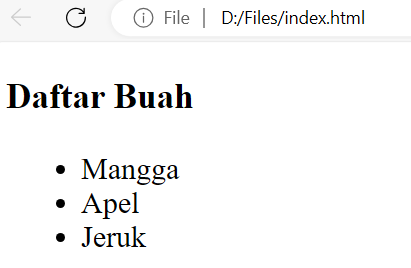 File | D:/Files/index.html
Daftar Buah
• Mangga
• Apel
• Jeruk